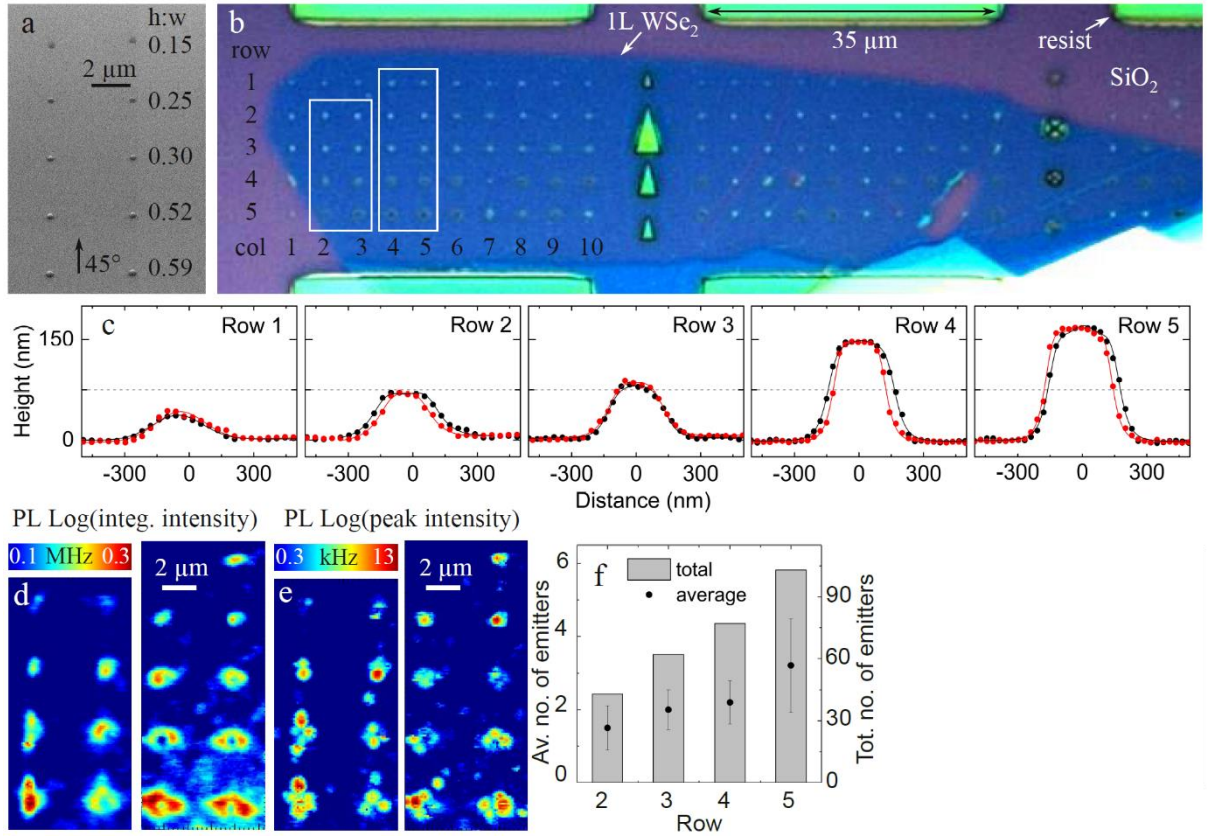 a
h:w
0.15
2 μm
0.25
0.30
0.52
45°
0.59
b
1L WSe₂
35 μm
resist
SiO₂
row
1
2
3
4
5
col 1 2 3 4 5 6 7 8 9 10
c
Row 1
Row 2
Row 3
Row 4
Row 5
Height (nm)
150
0
-300 0 300
-300 0 300
-300 0 300
-300 0 300
-300 0 300
Distance (nm)
PL Log(integ. intensity)
0.1 MHz 0.3
d
2 μm
PL Log(peak intensity)
0.3 kHz 13
e
2 μm
f
total
average
Av. no. of emitters
6
4
2
0
Tot. no. of emitters
90
60
30
0
2 3 4 5
Row